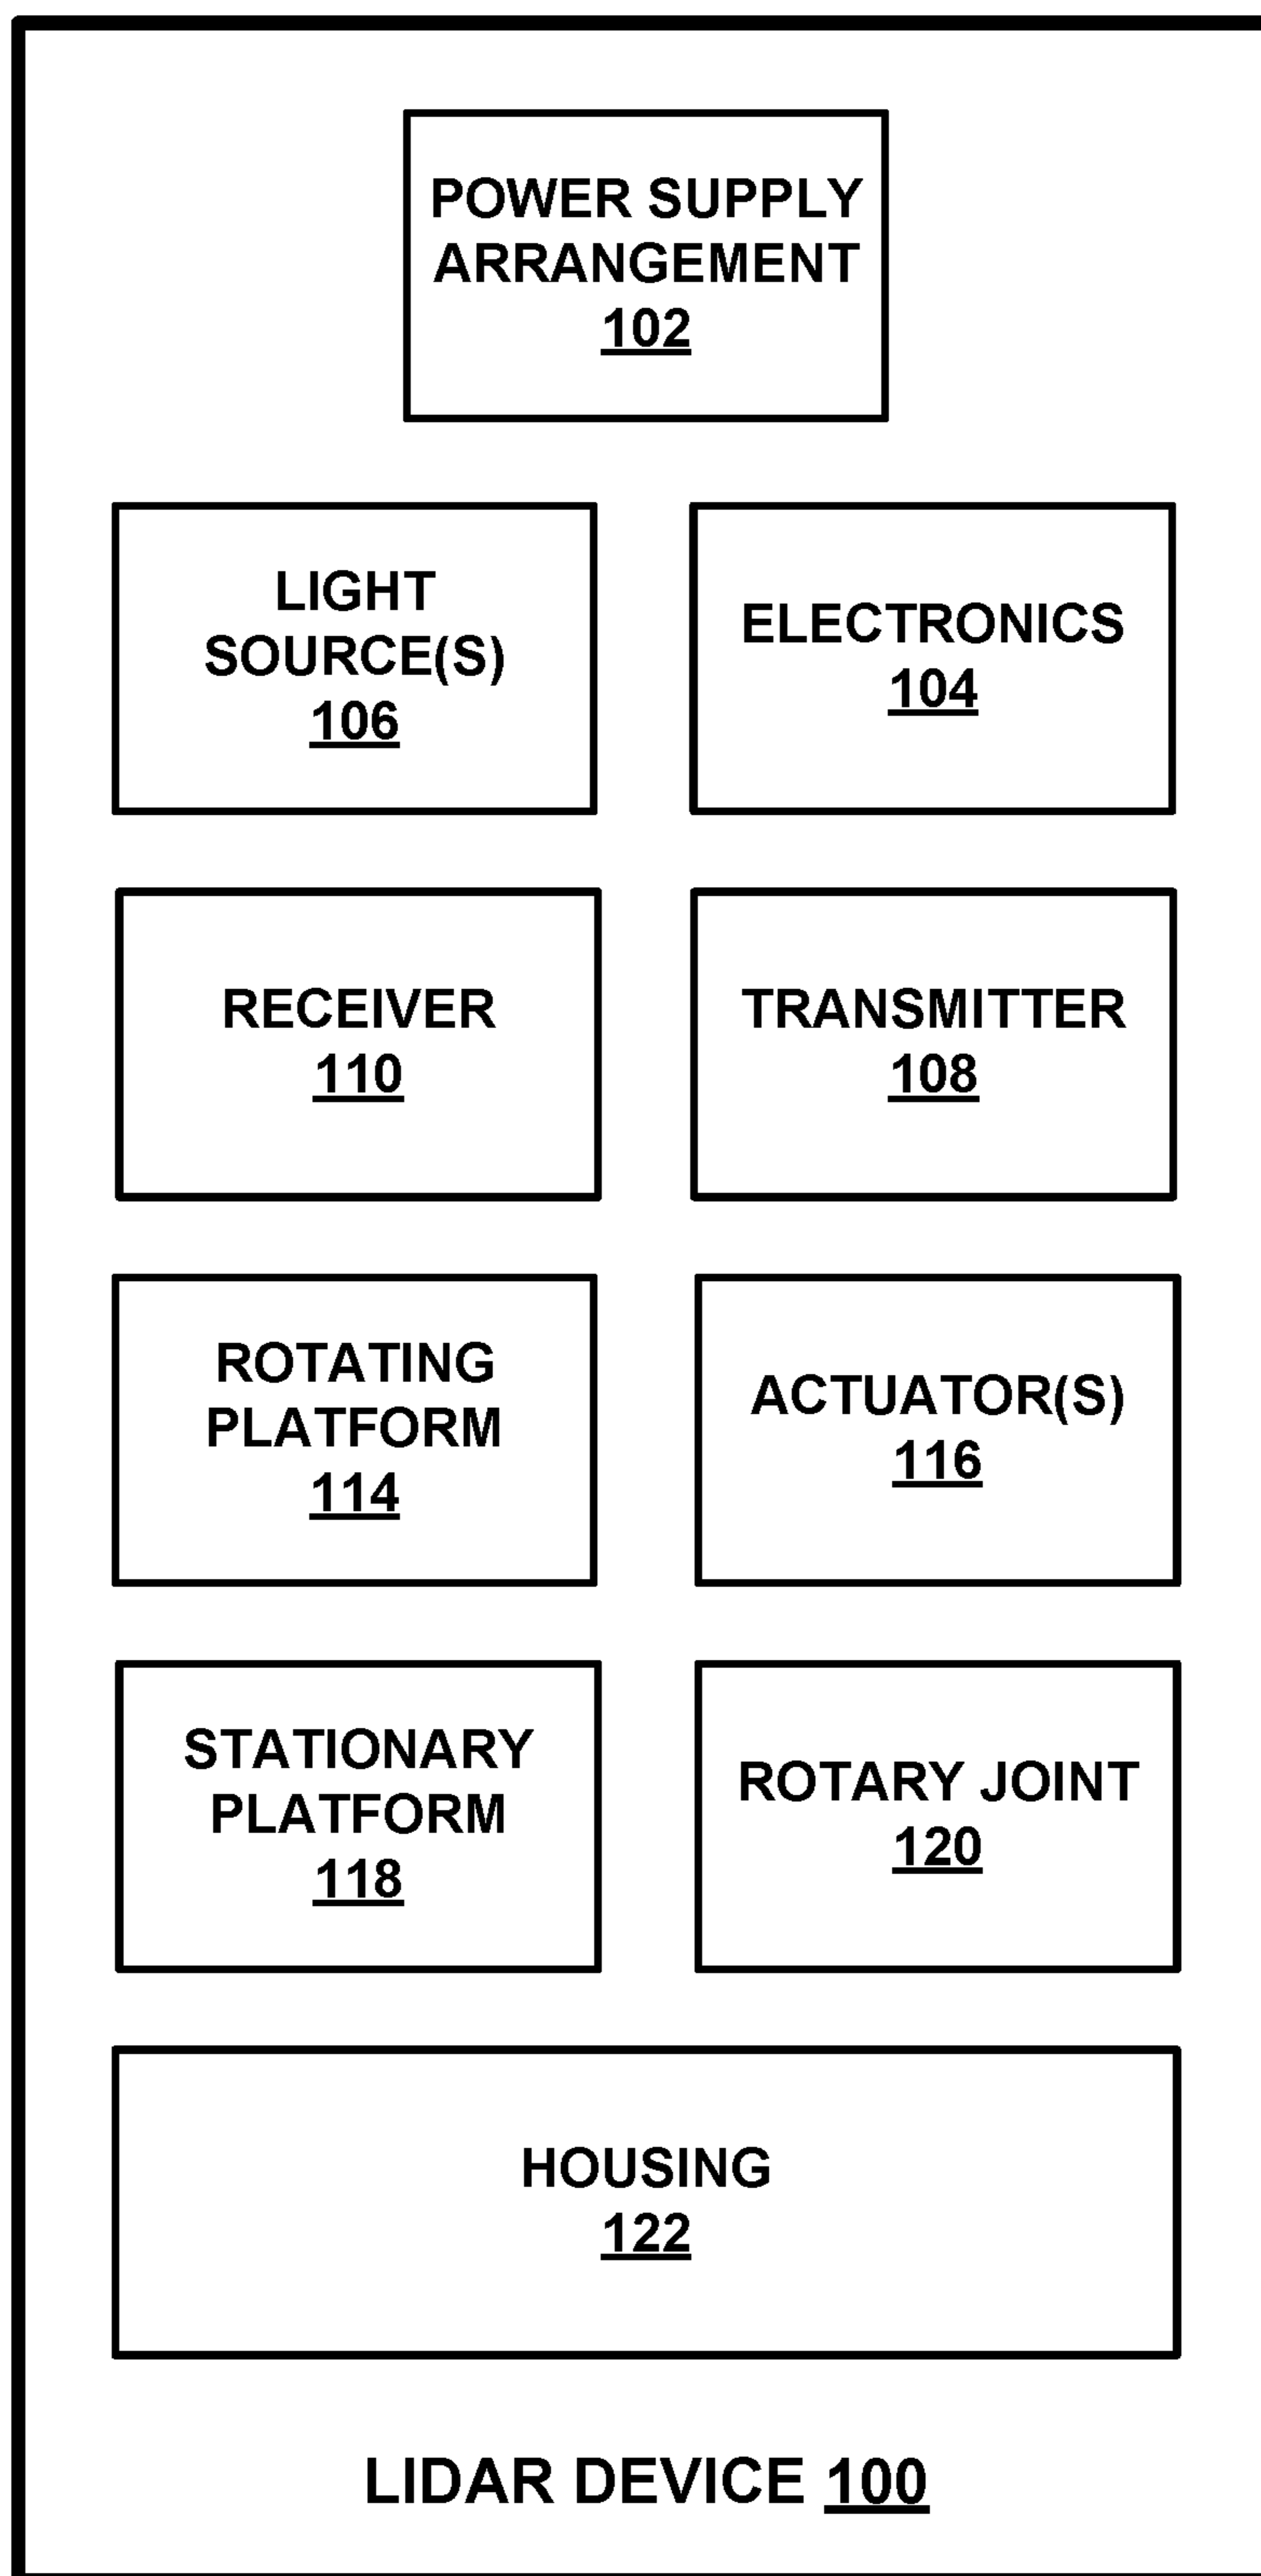 POWER SUPPLY
ARRANGEMENT
102
LIGHT
SOURCE(S)
106
ELECTRONICS
104
RECEIVER
110
TRANSMITTER
108
ROTATING
PLATFORM
114
ACTUATOR(S)
116
STATIONARY
PLATFORM
118
ROTARY JOINT
120
HOUSING
122
LIDAR DEVICE 100